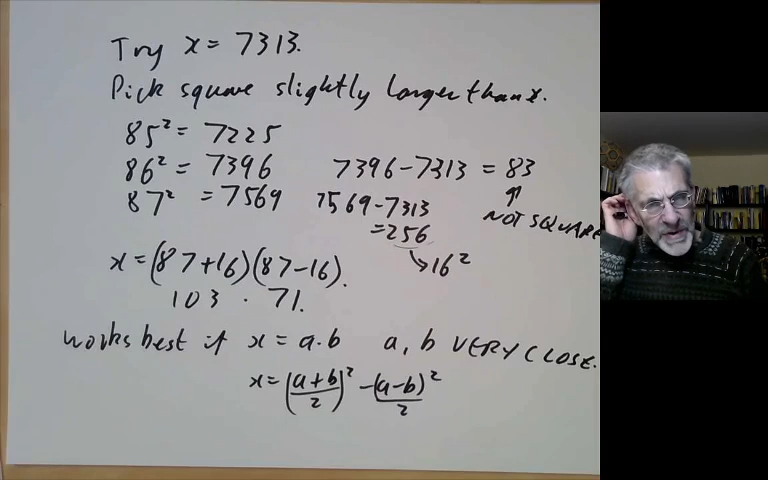 Try x = 7313.
Pick square slightly larger than x.
85² = 7225
86² = 7396 7396-7313 = 83
87² = 7569 7569-7313 NOT SQUARE
=256
x = (87+16)(87-16). 16²
103 · 71.
works best if x = a·b a, b VERY CLOSE.
x = (a+b/2)² - (a-b)²/2